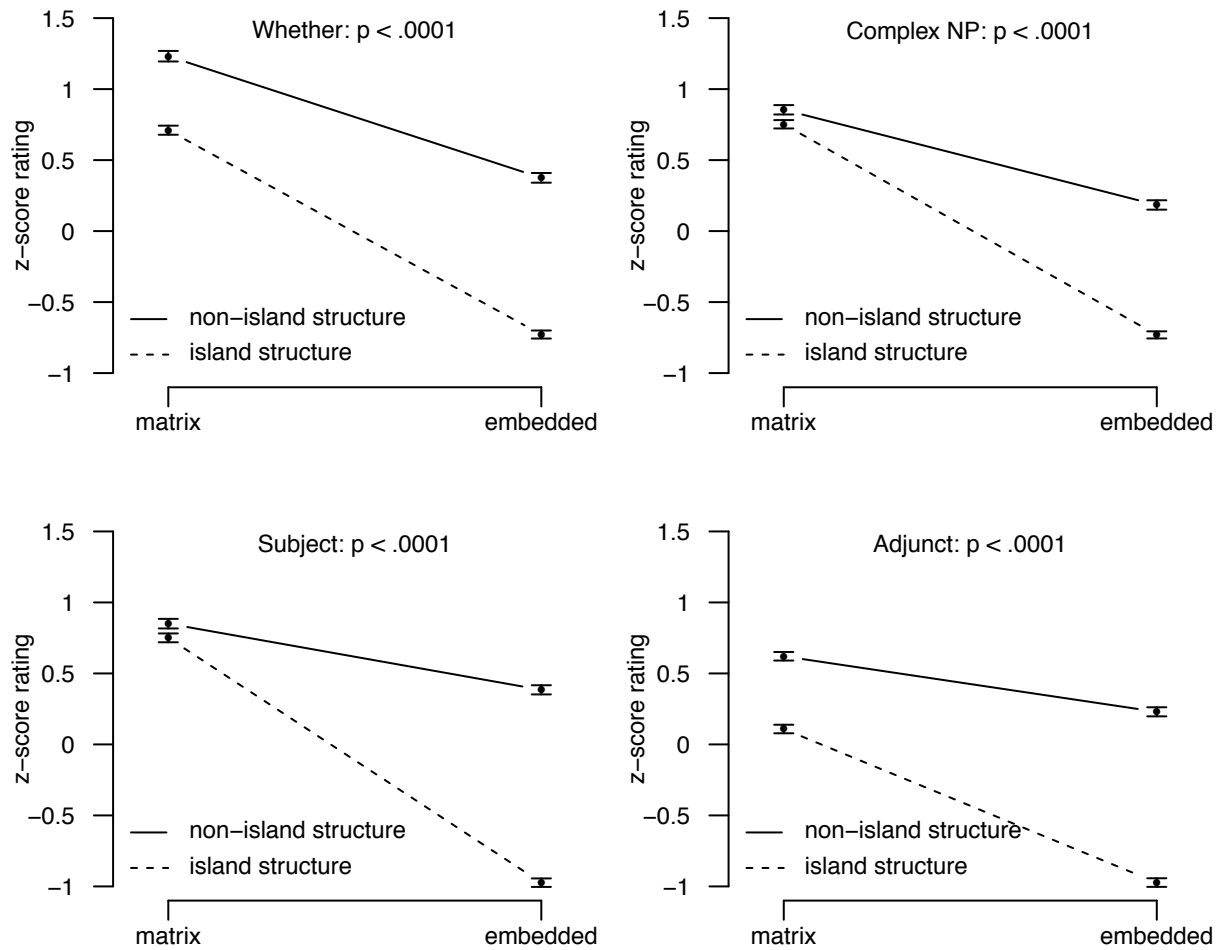 Whether: p < .0001
z−score rating
1.5
1
0.5
0
−0.5
−1
non−island structure
island structure
matrix embedded
Complex NP: p < .0001
z−score rating
1.5
1
0.5
0
−0.5
−1
non−island structure
island structure
matrix embedded
Subject: p < .0001
z−score rating
1.5
1
0.5
0
−0.5
−1
non−island structure
island structure
matrix embedded
Adjunct: p < .0001
z−score rating
1.5
1
0.5
0
−0.5
−1
non−island structure
island structure
matrix embedded